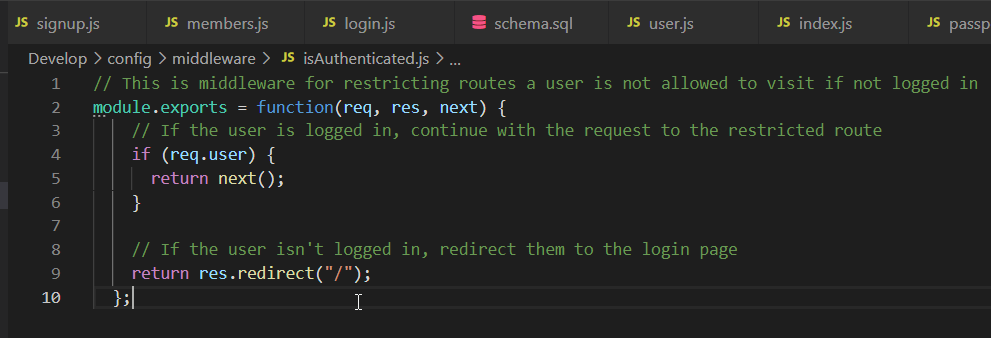 JS signup.js JS members.js JS login.js schema.sql JS user.js JS index.js JS passp
Develop > config > middleware > JS isAuthenticated.js > ...
1 // This is middleware for restricting routes a user is not allowed to visit if not logged in
2 module.exports = function(req, res, next) {
3 // If the user is logged in, continue with the request to the restricted route
4 if (req.user) {
5 return next();
6 }
7
8 // If the user isn't logged in, redirect them to the login page
9 return res.redirect("/");
10 };